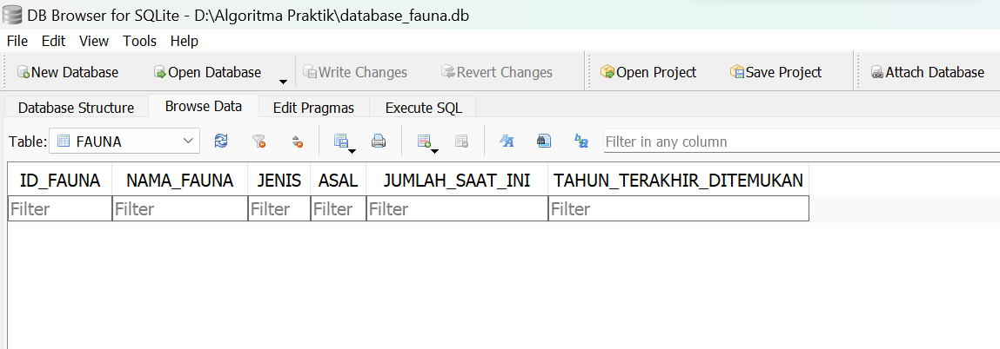 DB Browser for SQLite - D:\Algoritma Praktik\database_fauna.db
File Edit View Tools Help
New Database Open Database Write Changes Revert Changes Open Project Save Project Attach Database
Database Structure Browse Data Edit Pragmas Execute SQL
Table: FAUNA Filter in any column
ID_FAUNA NAMA_FAUNA JENIS ASAL JUMLAH_SAAT_INI TAHUN_TERAKHIR_DITEMUKAN
Filter Filter Filter Filter Filter Filter